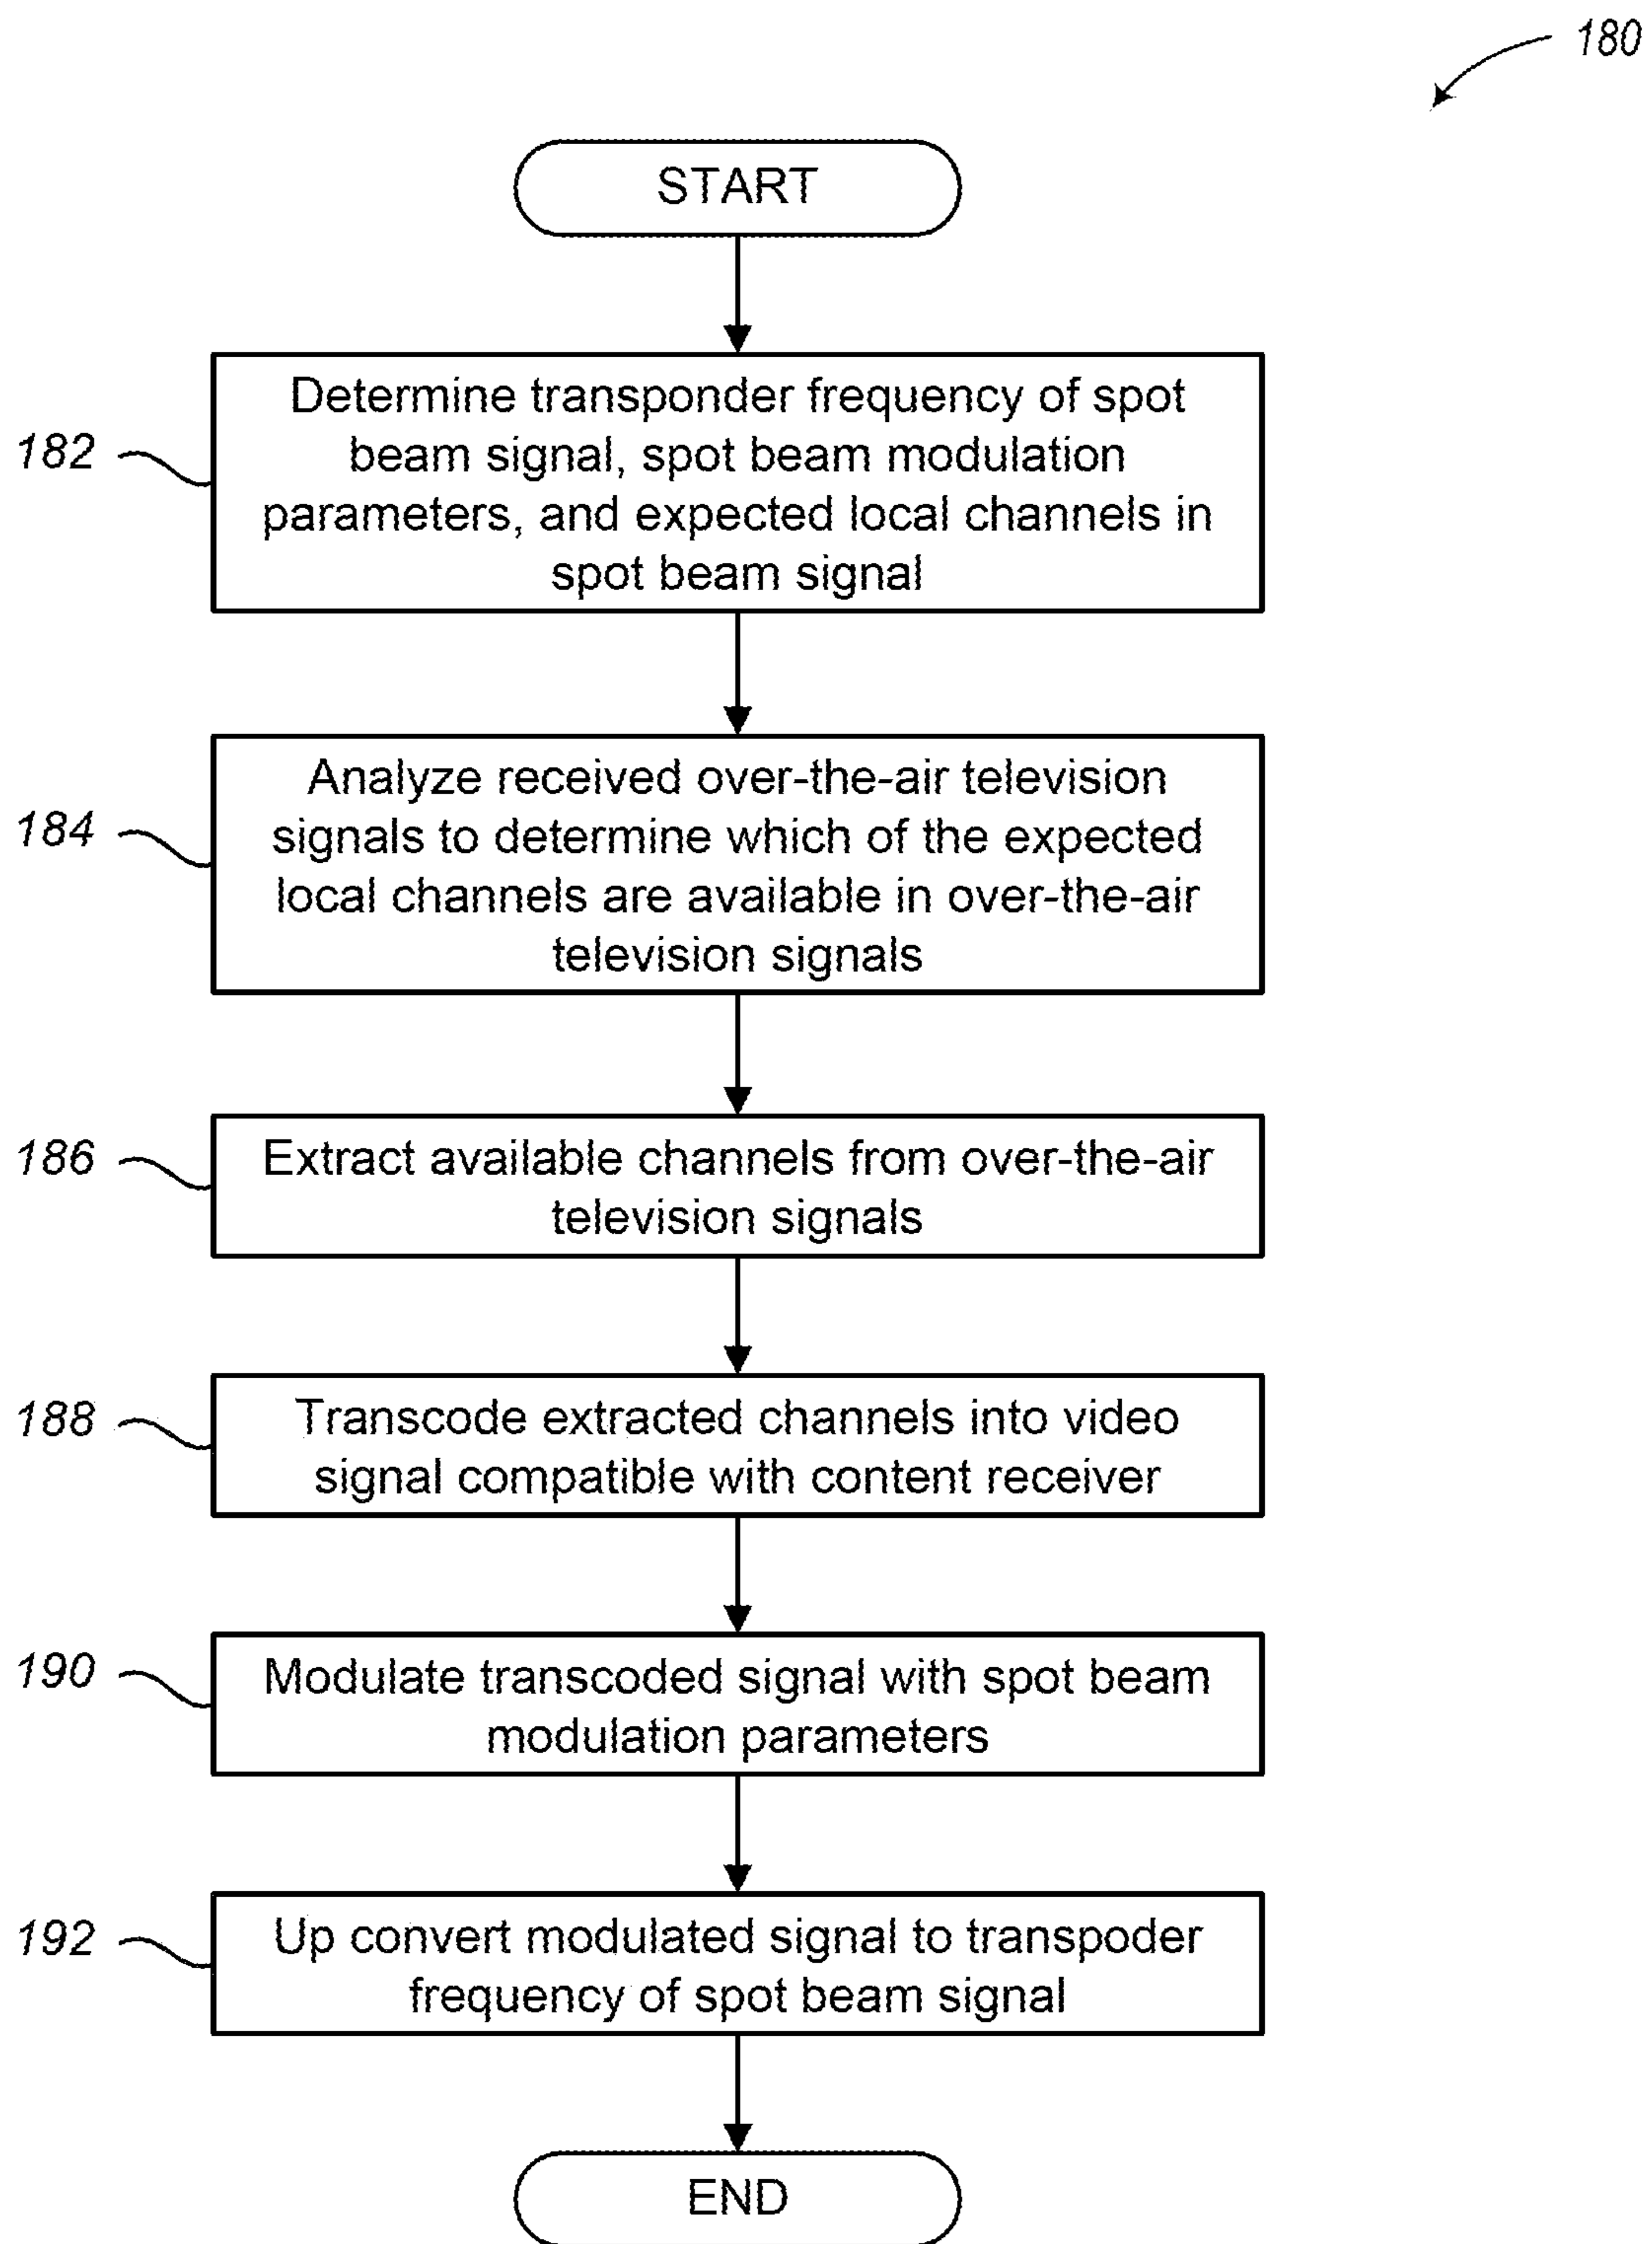 180
START
182
Determine transponder frequency of spot
beam signal, spot beam modulation
parameters, and expected local channels in
spot beam signal
184
Analyze received over-the-air television
signals to determine which of the expected
local channels are available in over-the-air
television signals
186
Extract available channels from over-the-air
television signals
188
Transcode extracted channels into video
signal compatible with content receiver
190
Modulate transcoded signal with spot beam
modulation parameters
192
Up convert modulated signal to transpoder
frequency of spot beam signal
END